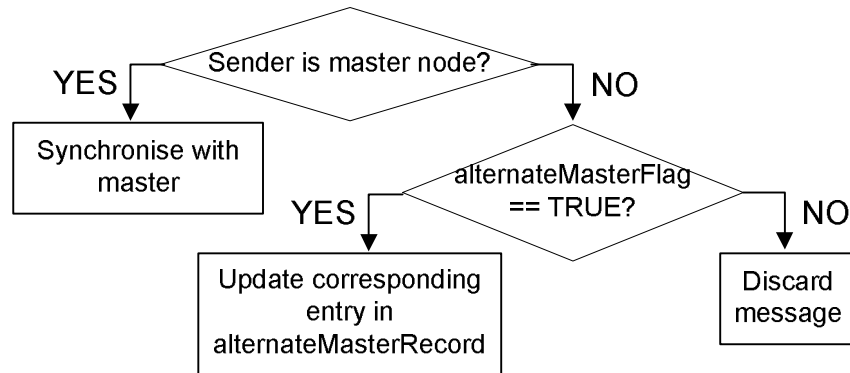 Sender is master node?
YES
NO
Synchronise with
master
alternateMasterFlag
== TRUE?
YES
NO
Update corresponding
entry in
alternateMasterRecord
Discard
message